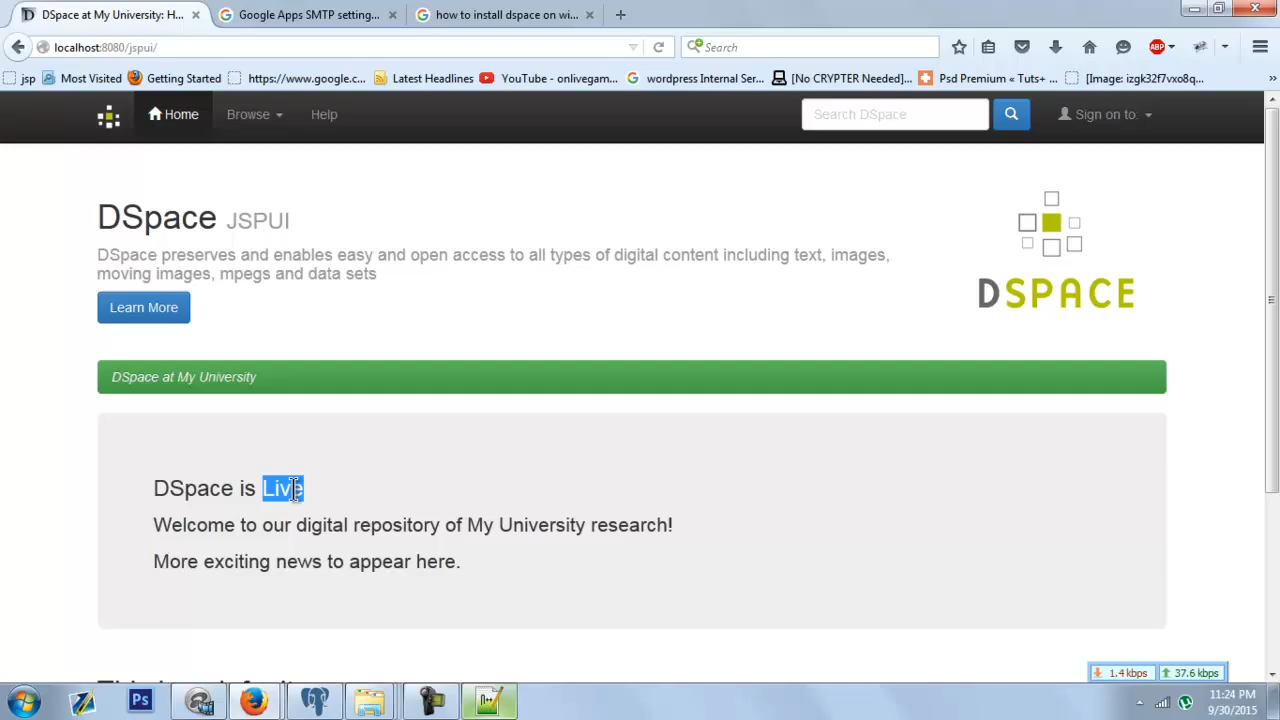 DSpace at My University: H...
Google Apps SMTP setting...
how to install dspace on wi...
localhost:8080/jspui/
Search
jsp
Most Visited
Getting Started
https://www.google.c...
Latest Headlines
YouTube - onlivegam...
wordpress Internal Ser...
[No CRYPTER Needed]...
Psd Premium « Tuts+ ...
[Image: izgk32f7vxo8q...
Home
Browse
Help
Search DSpace
Sign on to:
DSpace JSPUI
DSpace preserves and enables easy and open access to all types of digital content including text, images,
moving images, mpegs and data sets
Learn More
DSPACE
DSpace at My University
DSpace is Live
Welcome to our digital repository of My University research!
More exciting news to appear here.
1.4 kbps
37.6 kbps
Ps
11:24 PM
9/30/2015